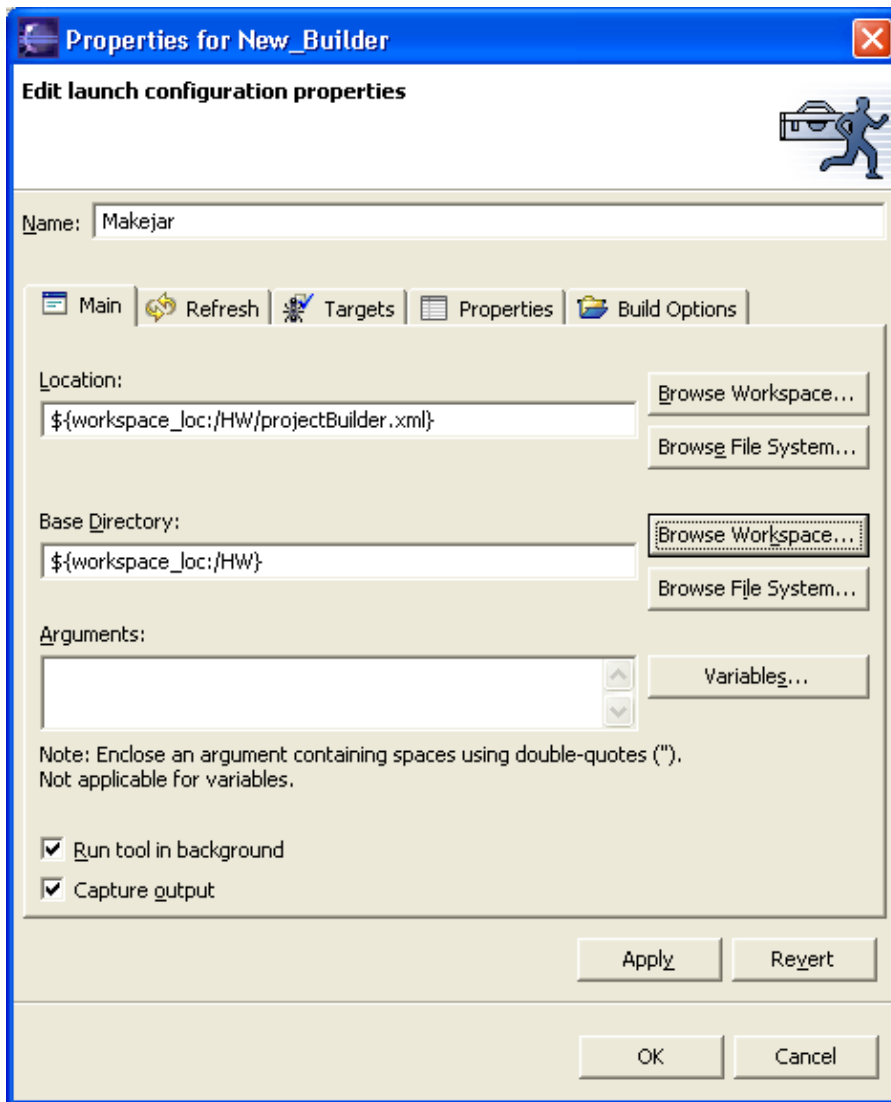 Properties for New_Builder
Edit launch configuration properties
Name: Makejar
Main Refresh Targets Properties Build Options
Location:
Browse Workspace...
${workspace_loc:/HW/projectBuilder.xml}
Browse File System...
Base Directory:
Browse Workspace...
${workspace_loc:/HW}
Browse File System...
Arguments:
Variables...
Note: Enclose an argument containing spaces using double-quotes (").
Not applicable for variables.
Run tool in background
Capture output
Apply Revert
OK Cancel